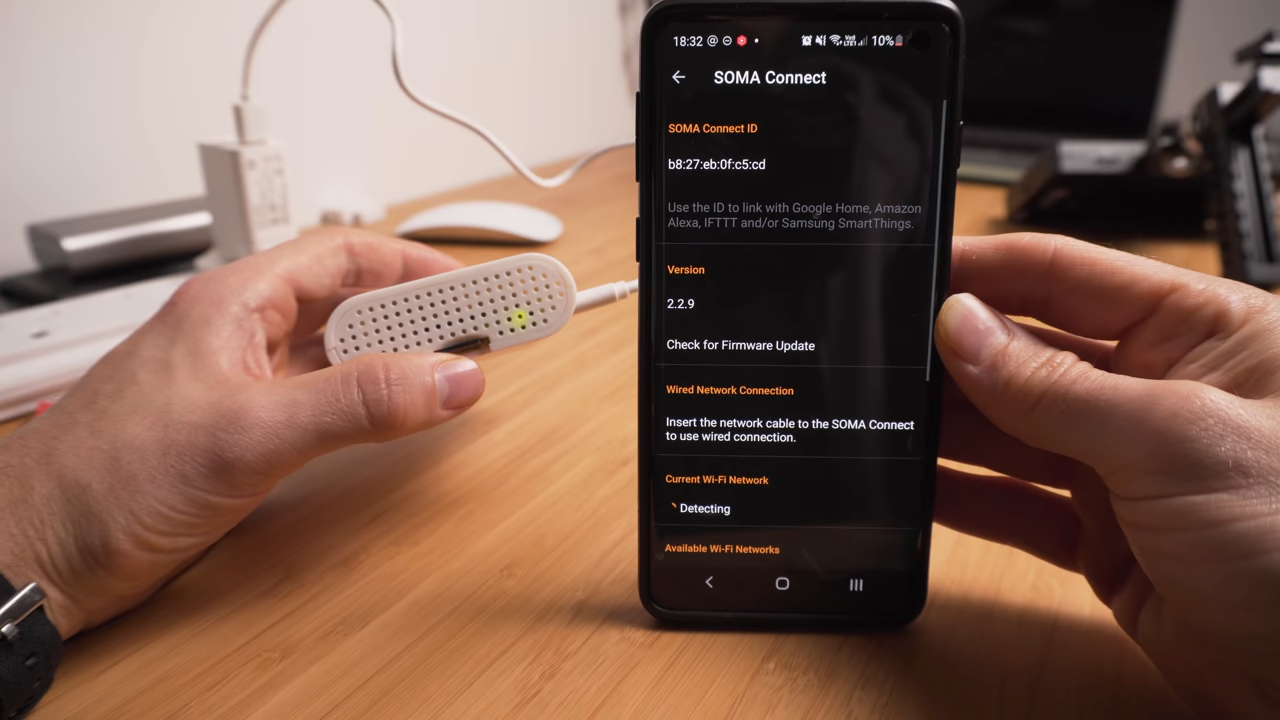 18:32 @ 10%
SOMA Connect
SOMA Connect ID
b8:27:eb:0f:c5:cd
Use the ID to link with Google Home, Amazon
Alexa, IFTTT and/or Samsung SmartThings.
Version
2.2.9
Check for Firmware Update
Wired Network Connection
Insert the network cable to the SOMA Connect
to use wired connection.
Current Wi-Fi Network
Detecting
Available Wi-Fi Networks